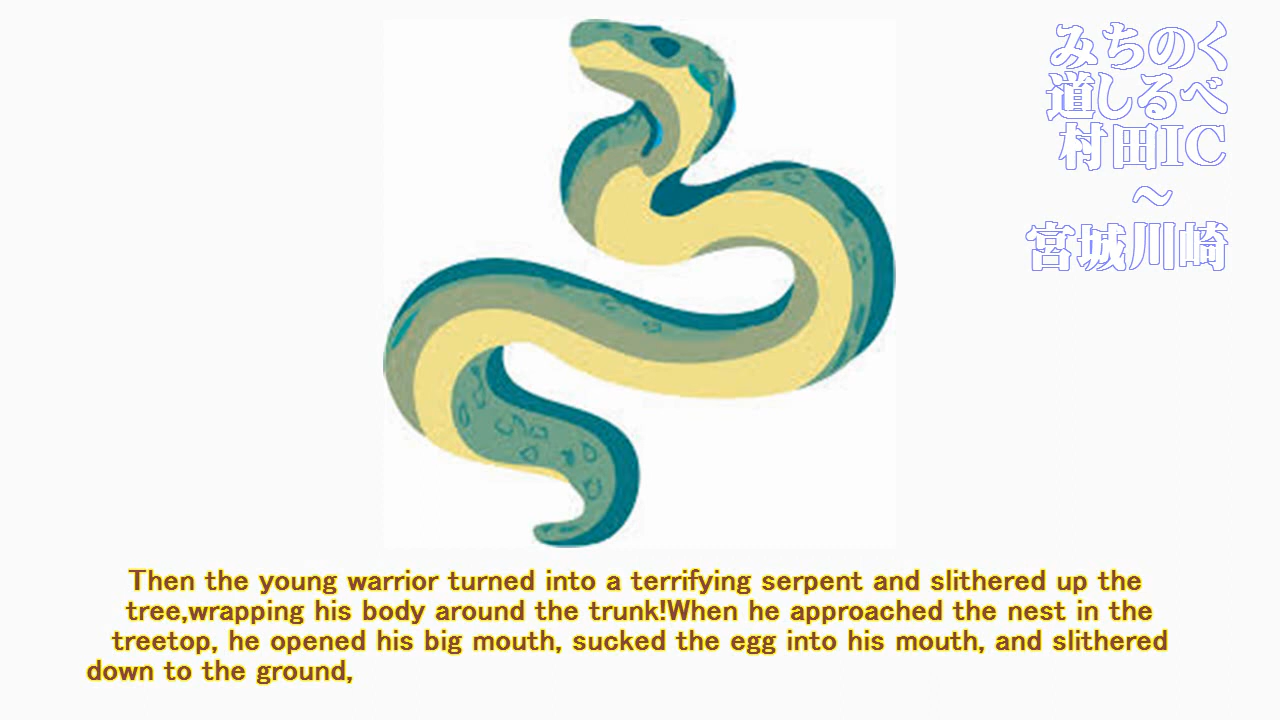 みちのく
道しるべ
村田IC
~
宮城川崎
Then the young warrior turned into a terrifying serpent and slithered up the
tree,wrapping his body around the trunk!When he approached the nest in the
treetop, he opened his big mouth, sucked the egg into his mouth, and slithered
down to the ground,